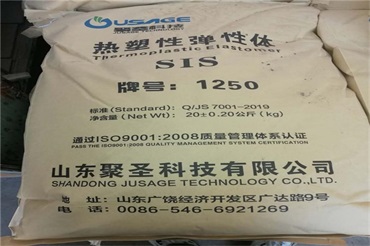 JUSAGE
聚圣科技
热塑性弹性体
Thermoplastic Elastomer
SIS
牌号：1250
标准(Standard)：Q/JS 7001-2019
净含量(Net Wt)：20±0.20公斤(kg)
通过ISO9001:2008质量管理体系认证
PASS THE ISO9001:2008 QUALITY MANAGEMENT SYSTEM CERTIFICATION
山东聚圣科技有限公司
SHANDONG JUSAGE TECHNOLOGY CO., LTD.
地址：山东广饶经济开发区广达路9号
电话：0086-546-6921269